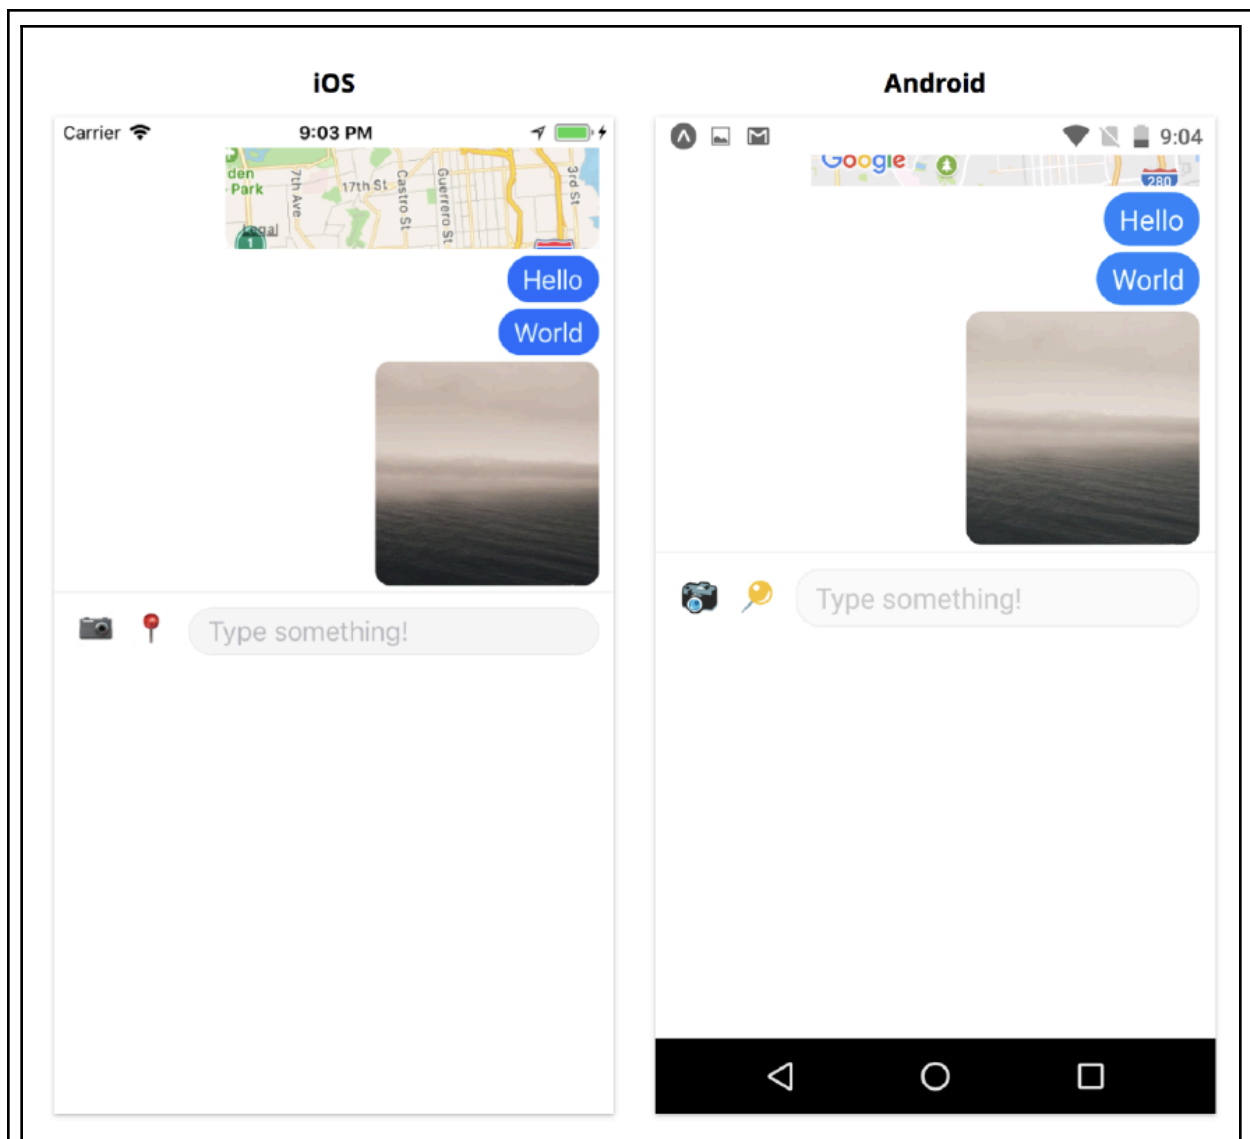 iOS
Android
Carrier
9:03 PM
den
Park
7th Ave
17th St
Castro St
Guerrero St
3rd St
Legal
1
Hello
World
Type something!
9:04
Google
280
Hello
World
Type something!